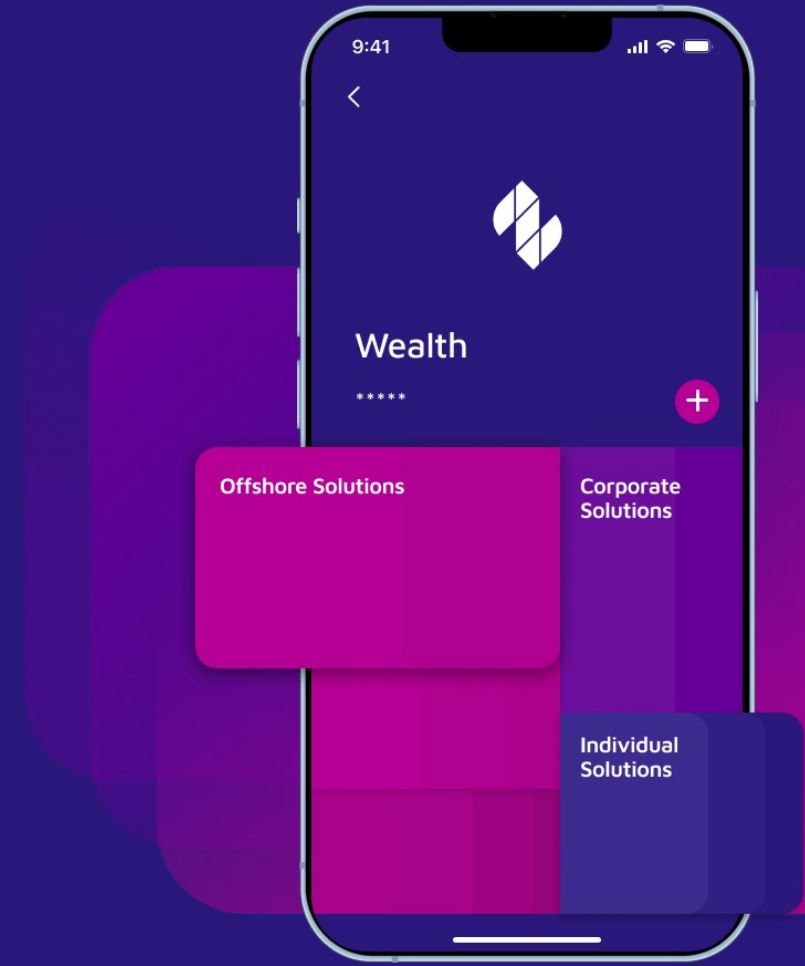 9:41
Wealth
*****
Offshore Solutions
Corporate
Solutions
Individual
Solutions